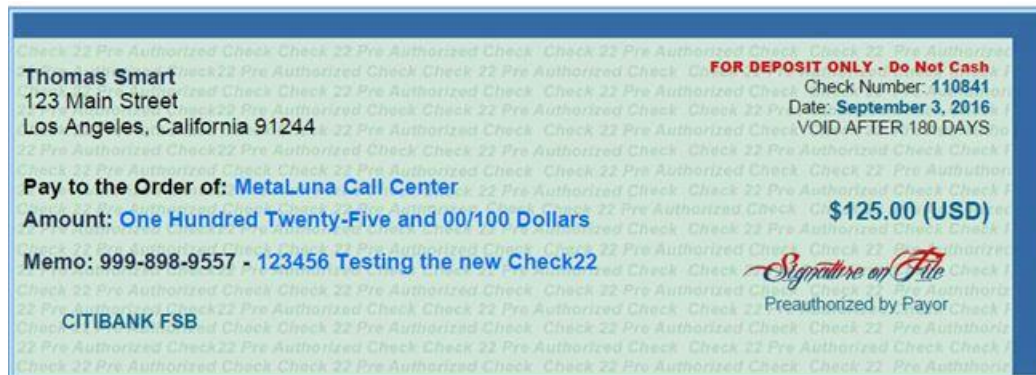 Thomas Smart
123 Main Street
Los Angeles, California 91244
FOR DEPOSIT ONLY - Do Not Cash
Check Number: 110841
Date: September 3, 2016
VOID AFTER 180 DAYS
Pay to the Order of: MetaLuna Call Center
Amount: One Hundred Twenty-Five and 00/100 Dollars
$125.00 (USD)
Memo: 999-898-9557 - 123456 Testing the new Check22
Signature on File
Preauthorized by Payor
CITIBANK FSB